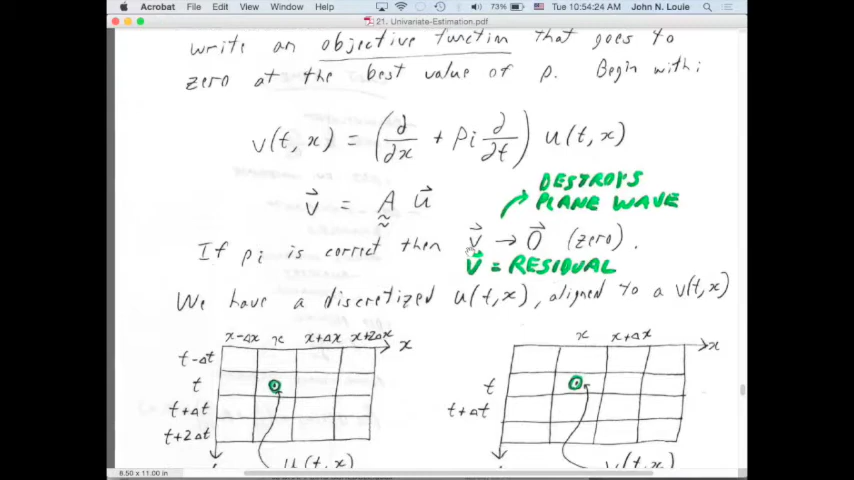 Acrobat File Edit View Window Help 73% Tue Nov 10 10:54:24 AM John N. Louie
21. Univariate-Estimation.pdf
write an objective function that goes to
zero at the best value of p. Begin with:
v(t, x) = (∂/∂x + pi ∂/∂t) u(t, x)
DESTROYS
PLANE WAVE
v⃗ = A u⃗
If pi is correct then v⃗ → 0⃗ (zero).
v⃗ = RESIDUAL
We have a discretized u(t,x), aligned to a v(t,x)
x-Δx x x+Δx x+2Δx x
x x+Δx x
t-Δt
t
t
t+Δt
t+Δt
t+2Δt
u(t,x)
v(t,x)
8.50 x 11.00 in